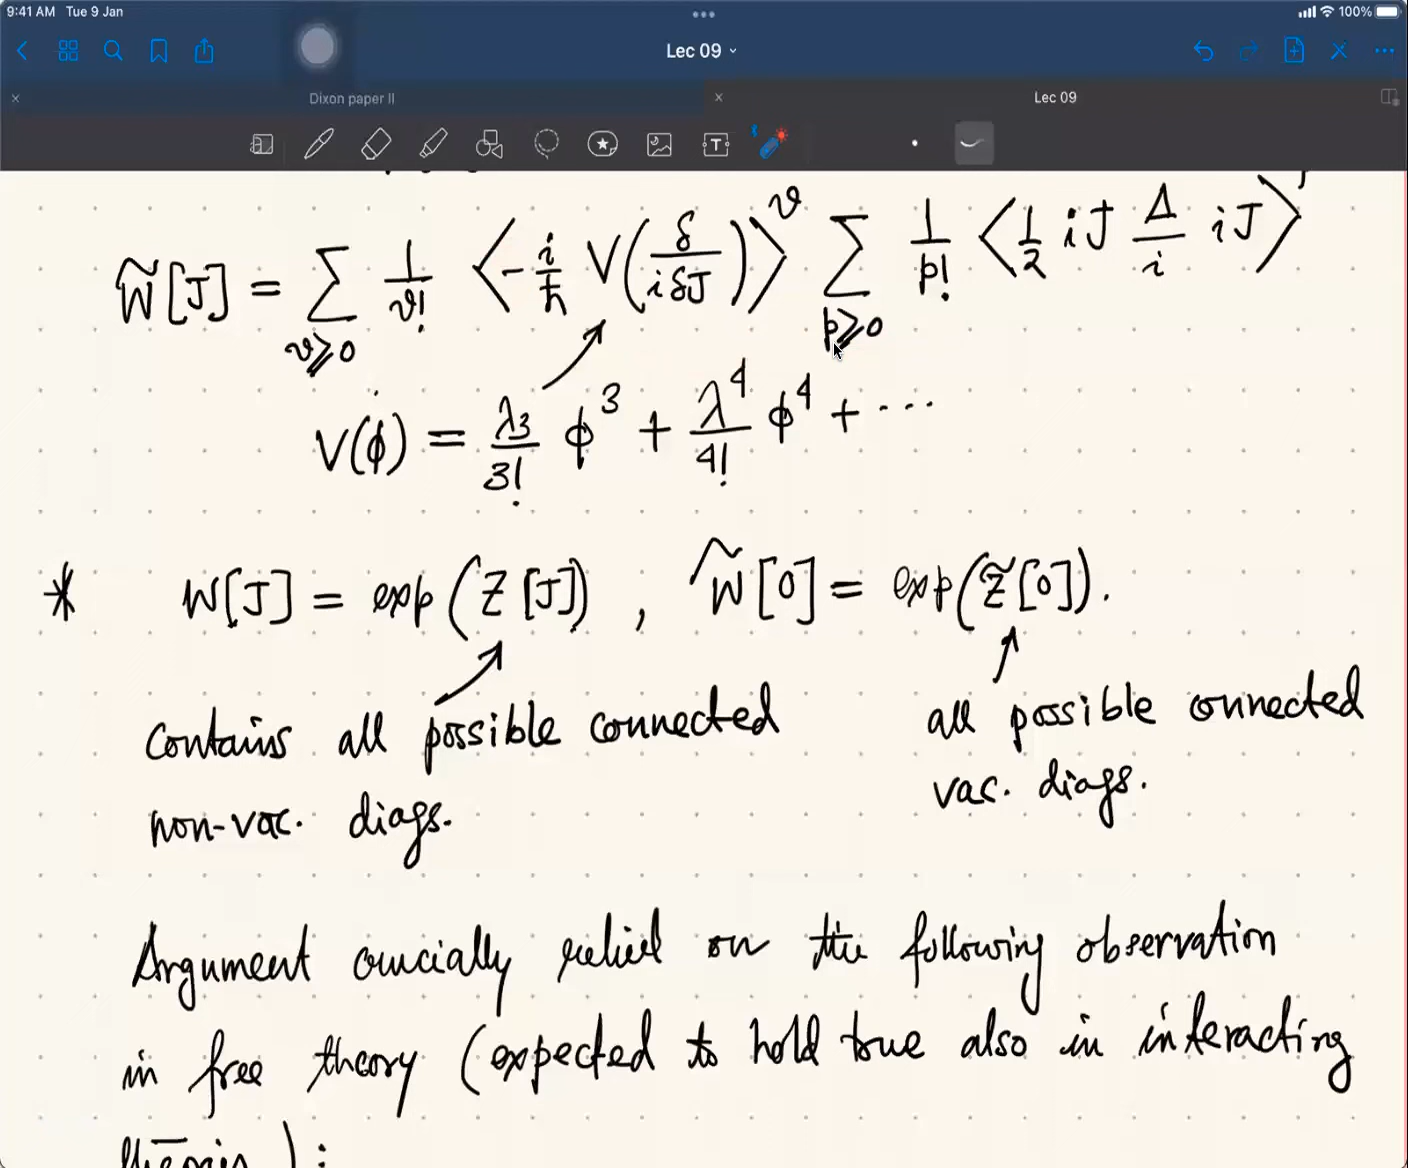 9:41 AM Tue 9 Jan
100%
Lec 09
Dixon paper II
Lec 09
W̃[J] = Σ_{v⩾0} 1/v! ⟨-i/ħ V(δ/iδJ)⟩^v Σ_{p⩾0} 1/p! ⟨1/2 iJ Δ/i iJ⟩
V(ϕ) = λ3/3! ϕ^3 + λ^4/4! ϕ^4 + ···
* W[J] = exp(Z[J]) , W̃[0] = exp(Z̃[0]).
contains all possible connected
all possible connected
non-vac. diags.
vac. diags.
Argument crucially relied on the following observation
in free theory (expected to hold true also in interacting
theories):